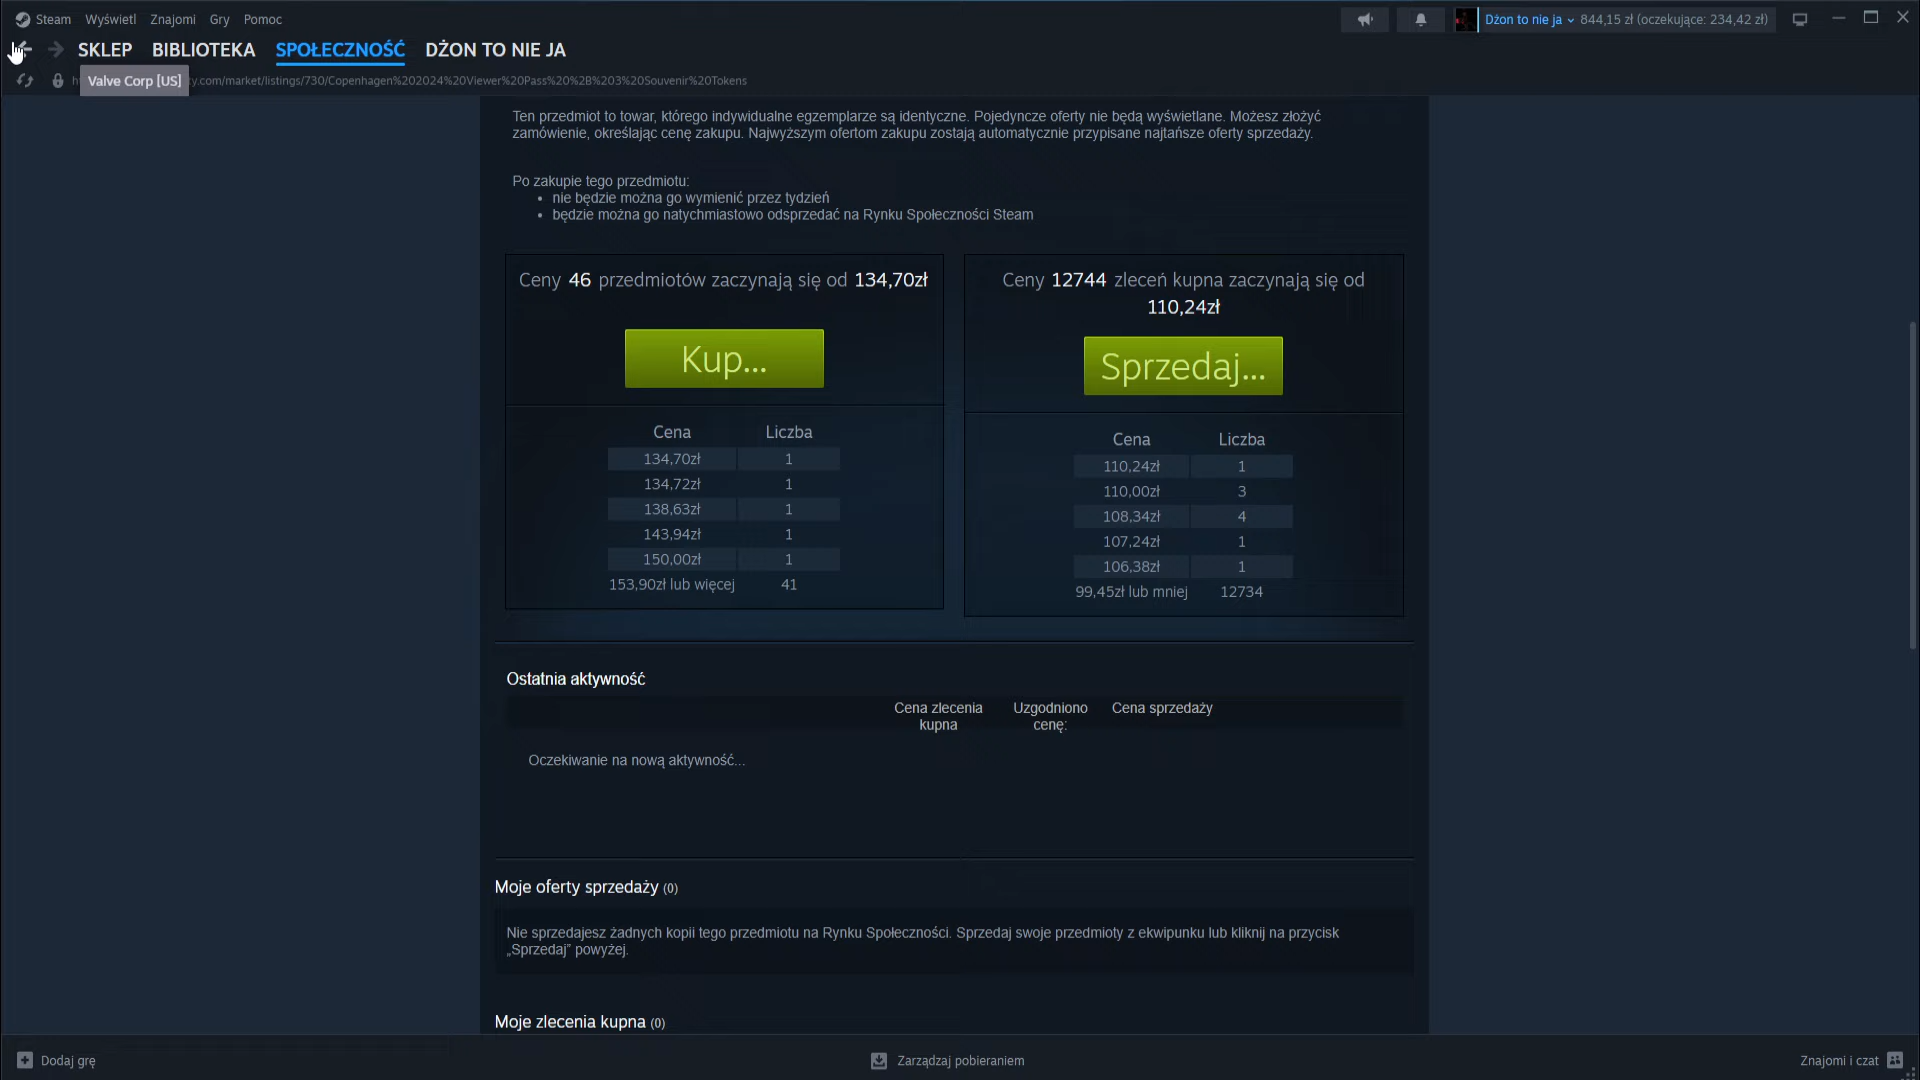 Steam Wyświetl Znajomi Gry Pomoc
Dżon to nie ja 844,15 zł (oczekujące: 234,42 zł)
SKLEP BIBLIOTEKA SPOŁECZNOŚĆ DŻON TO NIE JA
Valve Corp [US] y.com/market/listings/730/Copenhagen%202024%20Viewer%20Pass%20%2B%203%20Souvenir%20Tokens
Ten przedmiot to towar, którego indywidualne egzemplarze są identyczne. Pojedyncze oferty nie będą wyświetlane. Możesz złożyć
zamówienie, określając cenę zakupu. Najwyższym ofertom zakupu zostają automatycznie przypisane najtańsze oferty sprzedaży.
Po zakupie tego przedmiotu:
• nie będzie można go wymienić przez tydzień
• będzie można go natychmiastowo odsprzedać na Rynku Społeczności Steam
Ceny 46 przedmiotów zaczynają się od 134,70zł
Kup...
Cena Liczba
134,70zł 1
134,72zł 1
138,63zł 1
143,94zł 1
150,00zł 1
153,90zł lub więcej 41
Ceny 12744 zleceń kupna zaczynają się od
110,24zł
Sprzedaj...
Cena Liczba
110,24zł 1
110,00zł 3
108,34zł 4
107,24zł 1
106,38zł 1
99,45zł lub mniej 12734
Ostatnia aktywność
Cena zlecenia
kupna
Uzgodniono
cenę:
Cena sprzedaży
Oczekiwanie na nową aktywność...
Moje oferty sprzedaży (0)
Nie sprzedajesz żadnych kopii tego przedmiotu na Rynku Społeczności. Sprzedaj swoje przedmioty z ekwipunku lub kliknij na przycisk
„Sprzedaj” powyżej.
Moje zlecenia kupna (0)
Dodaj grę
Zarządzaj pobieraniem
Znajomi i czat